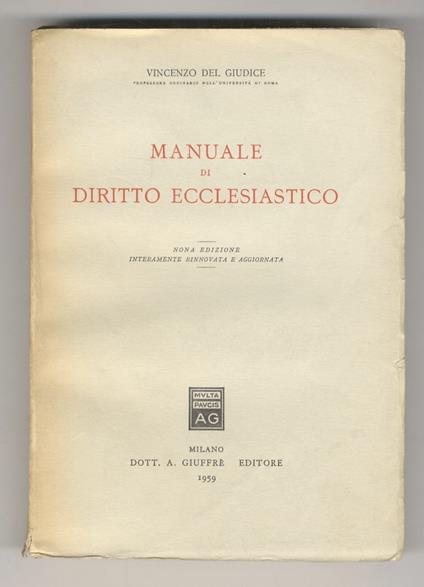 VINCENZO DEL GIUDICE
PROFESSORE ORDINARIO NELL'UNIVERSITÀ DI ROMA
MANUALE
DI
DIRITTO ECCLESIASTICO
NONA EDIZIONE
INTERAMENTE RINNOVATA E AGGIORNATA
MVLTA
PAVCIS
AG
MILANO
DOTT. A. GIUFFRÈ EDITORE
1959